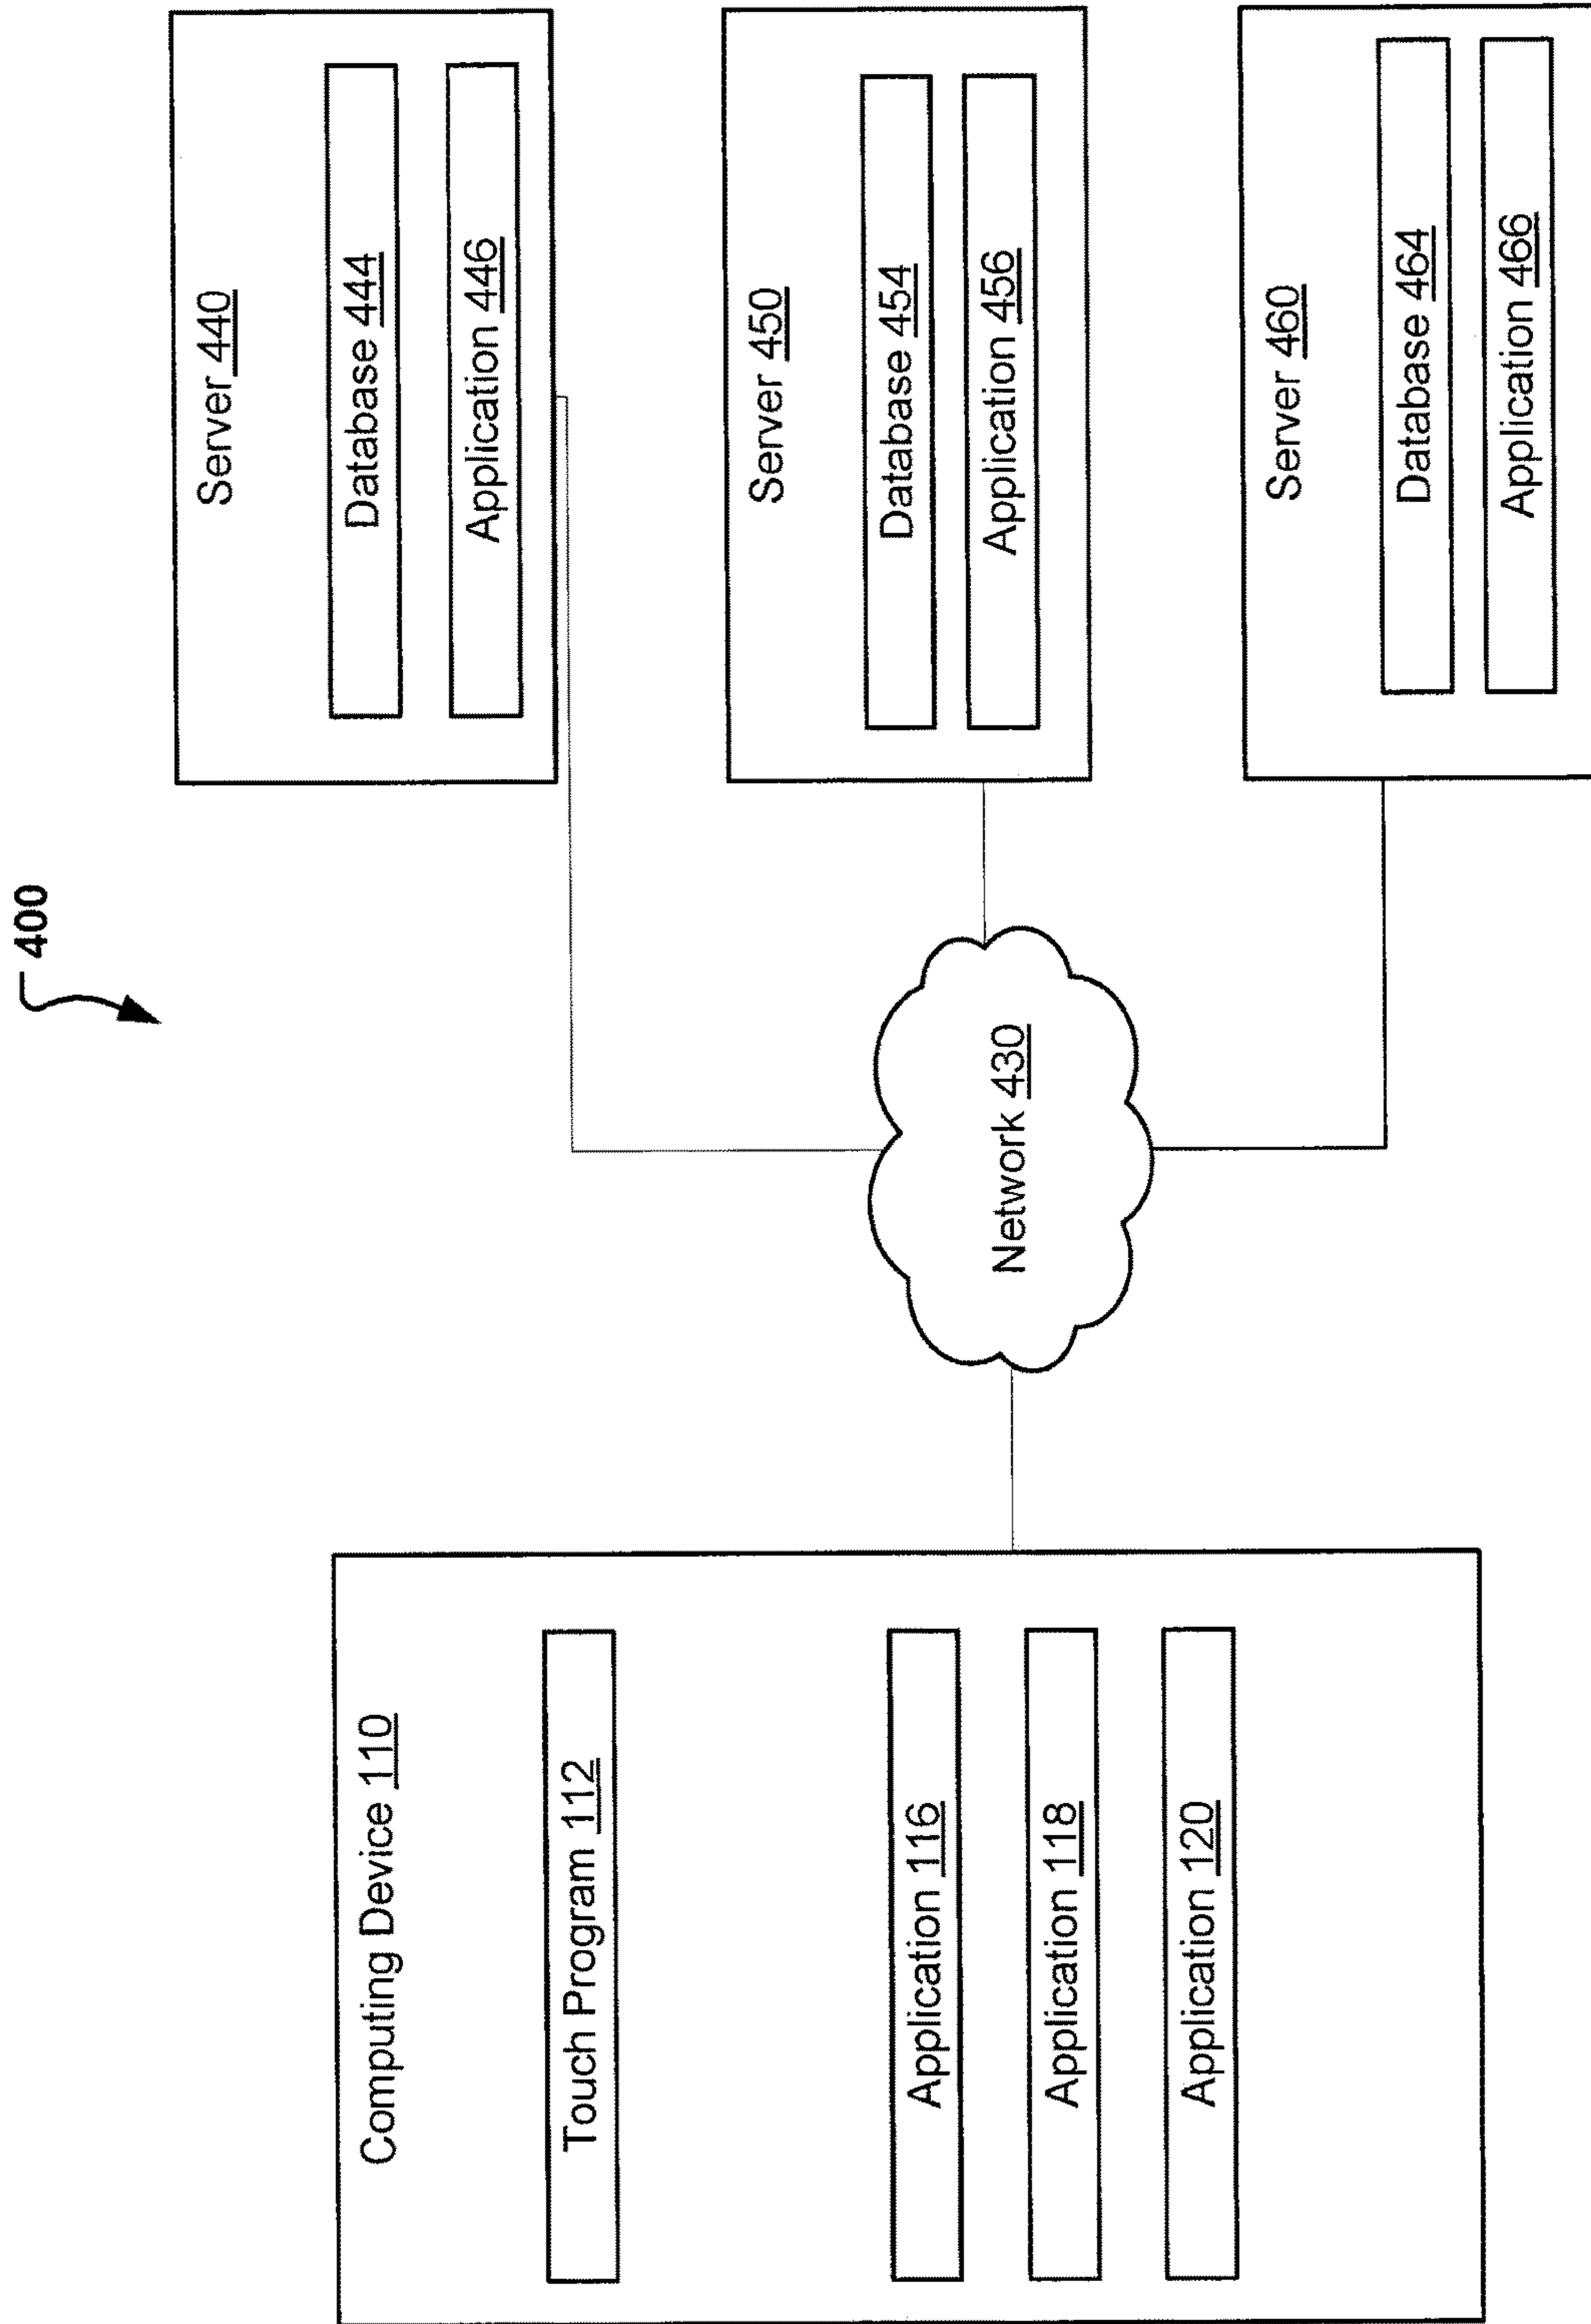 400
Computing Device 110
Touch Program 112
Application 116
Application 118
Application 120
Network 430
Server 440
Database 444
Application 446
Server 450
Database 454
Application 456
Server 460
Database 464
Application 466